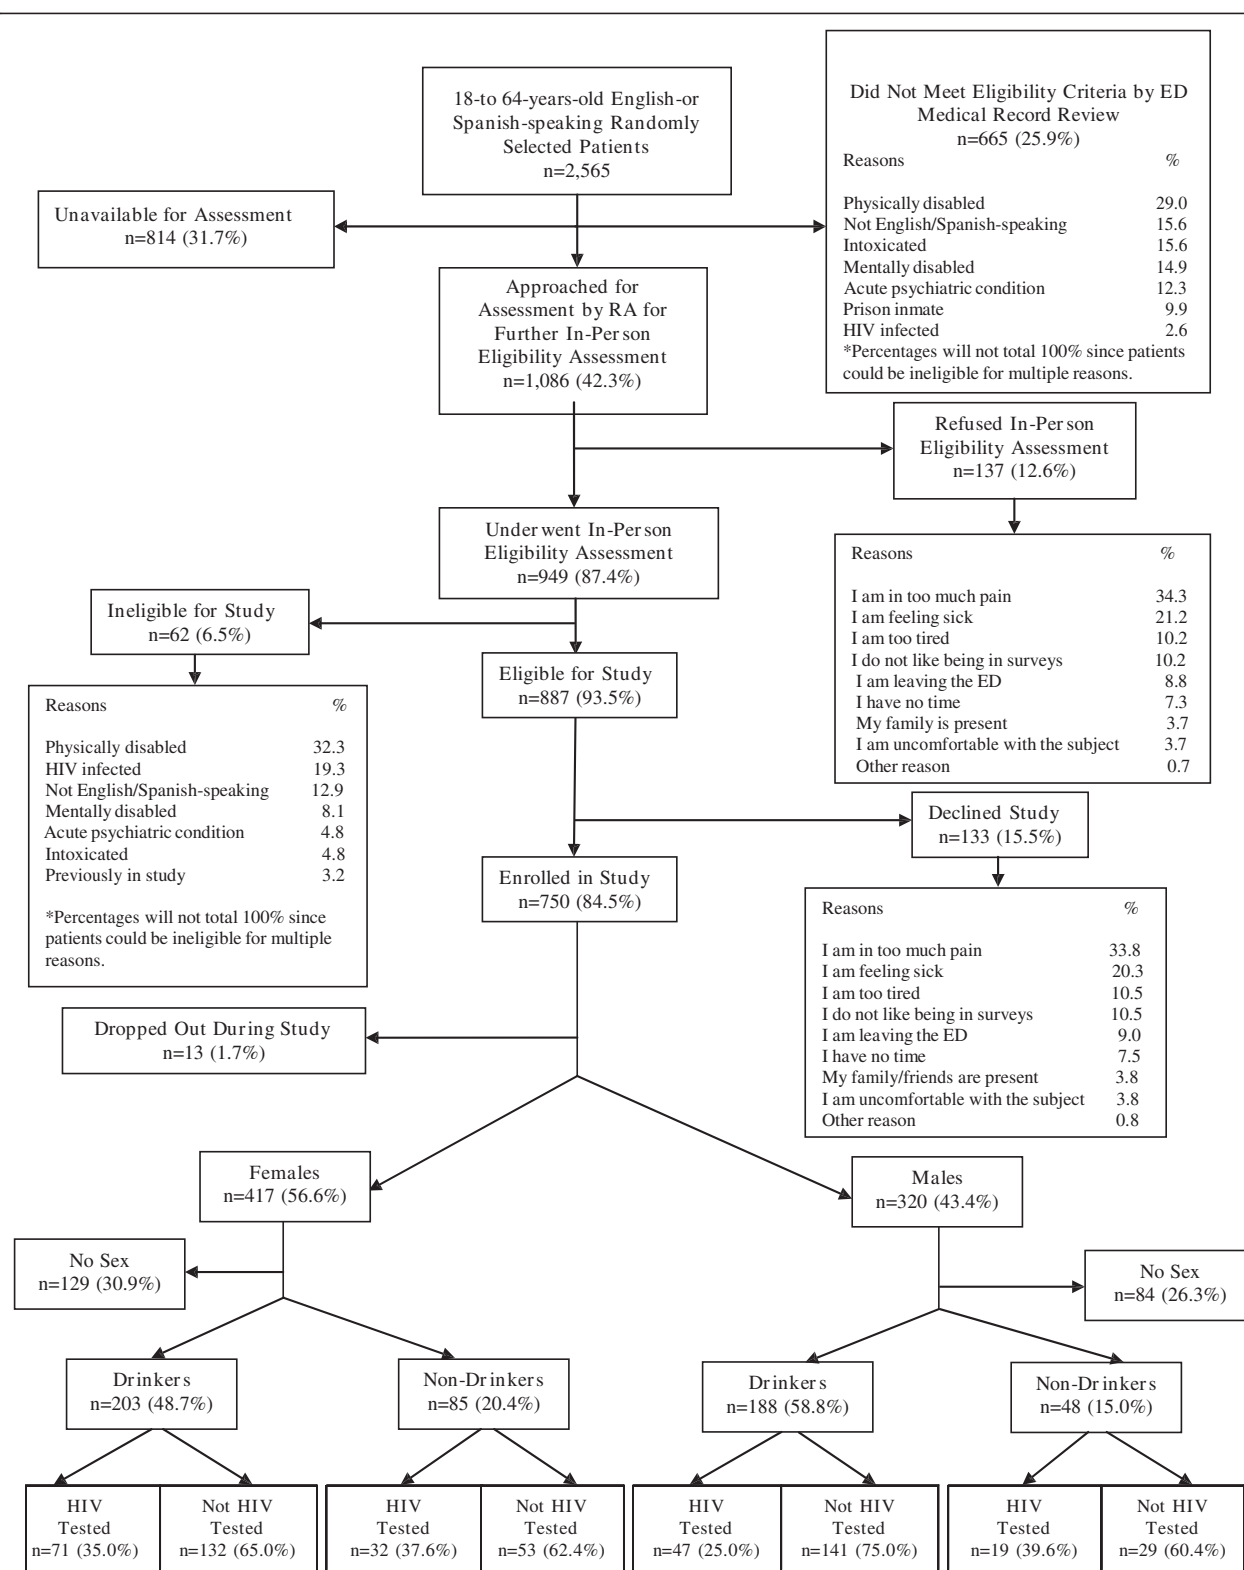 18-to 64-years-old English-or
Spanish-speaking Randomly
Selected Patients
n=2,565
Did Not Meet Eligibility Criteria by ED
Medical Record Review
n=665 (25.9%)
Reasons %
Physically disabled 29.0
Not English/Spanish-speaking 15.6
Intoxicated 15.6
Mentally disabled 14.9
Acute psychiatric condition 12.3
Prison inmate 9.9
HIV infected 2.6
*Percentages will not total 100% since patients
could be ineligible for multiple reasons.
Unavailable for Assessment
n=814 (31.7%)
Approached for
Assessment by RA for
Further In-Person
Eligibility Assessment
n=1,086 (42.3%)
Refused In-Person
Eligibility Assessment
n=137 (12.6%)
Reasons %
I am in too much pain 34.3
I am feeling sick 21.2
I am too tired 10.2
I do not like being in surveys 10.2
I am leaving the ED 8.8
I have no time 7.3
My family is present 3.7
I am uncomfortable with the subject 3.7
Other reason 0.7
Underwent In-Person
Eligibility Assessment
n=949 (87.4%)
Ineligible for Study
n=62 (6.5%)
Reasons %
Physically disabled 32.3
HIV infected 19.3
Not English/Spanish-speaking 12.9
Mentally disabled 8.1
Acute psychiatric condition 4.8
Intoxicated 4.8
Previously in study 3.2
*Percentages will not total 100% since
patients could be ineligible for multiple
reasons.
Eligible for Study
n=887 (93.5%)
Declined Study
n=133 (15.5%)
Reasons %
I am in too much pain 33.8
I am feeling sick 20.3
I am too tired 10.5
I do not like being in surveys 10.5
I am leaving the ED 9.0
I have no time 7.5
My family/friends are present 3.8
I am uncomfortable with the subject 3.8
Other reason 0.8
Enrolled in Study
n=750 (84.5%)
Dropped Out During Study
n=13 (1.7%)
Females
n=417 (56.6%)
Males
n=320 (43.4%)
No Sex
n=129 (30.9%)
No Sex
n=84 (26.3%)
Drinkers
n=203 (48.7%)
Non-Drinkers
n=85 (20.4%)
Drinkers
n=188 (58.8%)
Non-Drinkers
n=48 (15.0%)
HIV
Tested
n=71 (35.0%)
Not HIV
Tested
n=132 (65.0%)
HIV
Tested
n=32 (37.6%)
Not HIV
Tested
n=53 (62.4%)
HIV
Tested
n=47 (25.0%)
Not HIV
Tested
n=141 (75.0%)
HIV
Tested
n=19 (39.6%)
Not HIV
Tested
n=29 (60.4%)